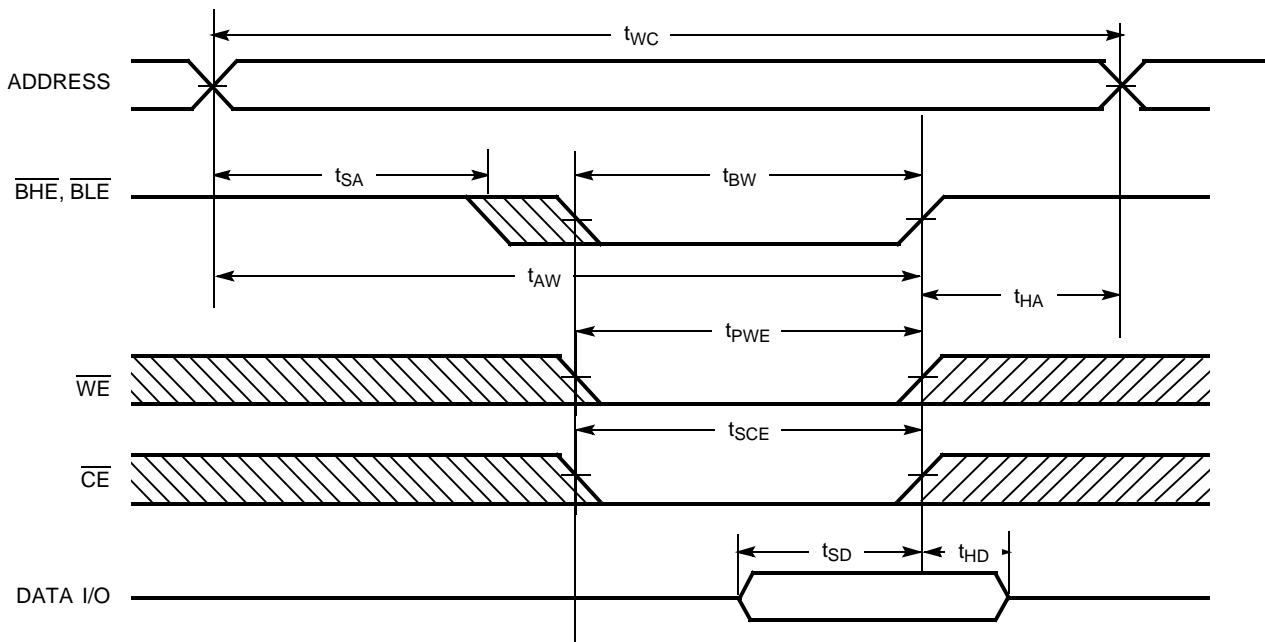 tWC
ADDRESS
tSA
tBW
BHE, BLE
tAW
tHA
tPWE
WE
tSCE
CE
tSD
tHD
DATA I/O